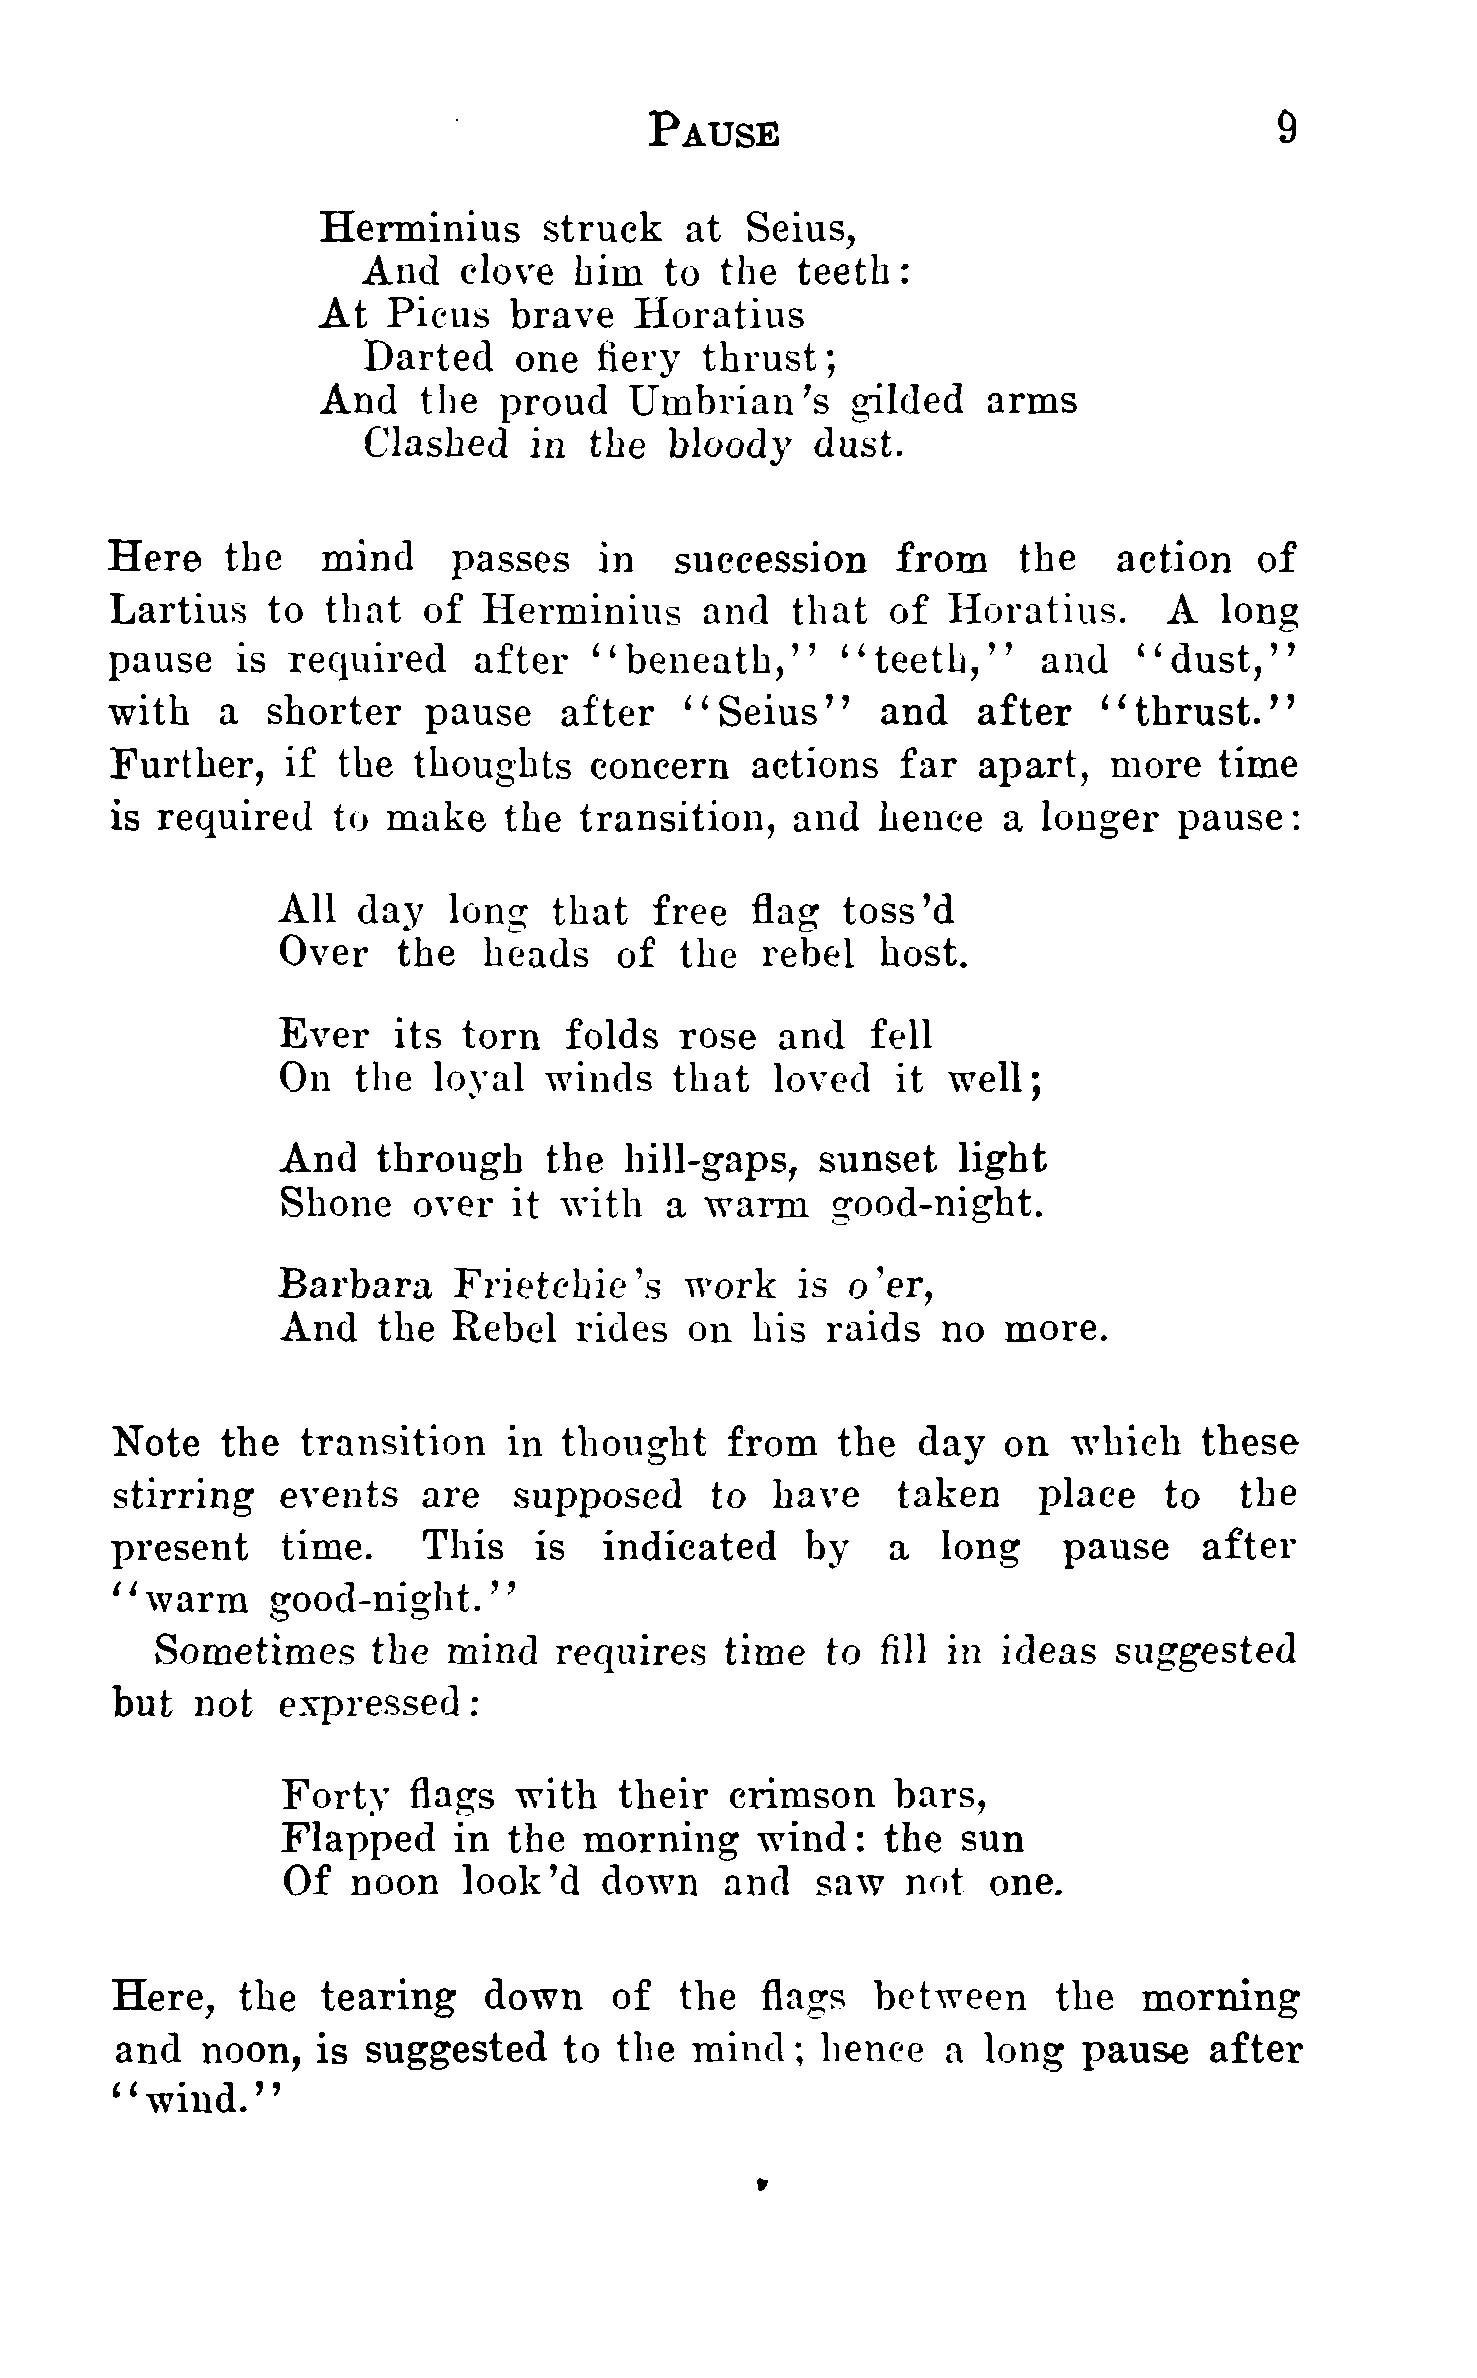 PAUSE 9
Herminius struck at Seius,
And clove him to the teeth:
At Picus brave Horatius
Darted one fiery thrust;
And the proud Umbrian's gilded arms
Clashed in the bloody dust.
Here the mind passes in succession from the action of
Lartius to that of Herminius and that of Horatius. A long
pause is required after "beneath," "teeth," and "dust,"
with a shorter pause after "Seius" and after "thrust."
Further, if the thoughts concern actions far apart, more time
is required to make the transition, and hence a longer pause:
All day long that free flag toss'd
Over the heads of the rebel host.
Ever its torn folds rose and fell
On the loyal winds that loved it well;
And through the hill-gaps, sunset light
Shone over it with a warm good-night.
Barbara Frietchie's work is o'er,
And the Rebel rides on his raids no more.
Note the transition in thought from the day on which these
stirring events are supposed to have taken place to the
present time. This is indicated by a long pause after
"warm good-night."
Sometimes the mind requires time to fill in ideas suggested
but not expressed:
Forty flags with their crimson bars,
Flapped in the morning wind: the sun
Of noon look'd down and saw not one.
Here, the tearing down of the flags between the morning
and noon, is suggested to the mind; hence a long pause after
"wind."